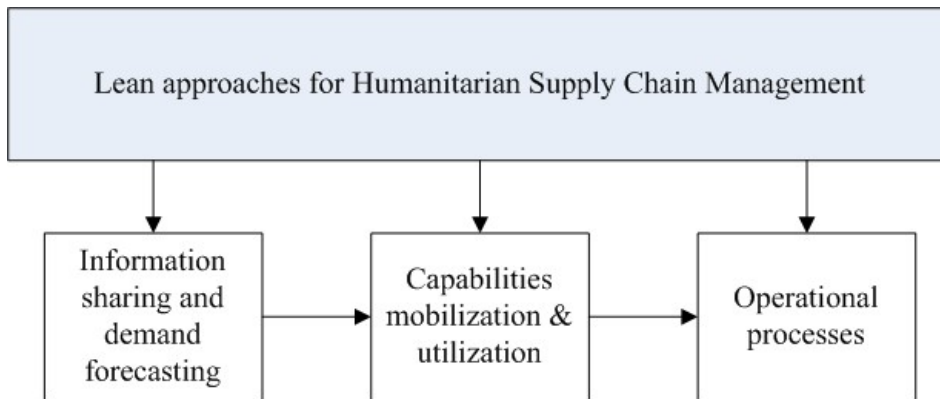 Lean approaches for Humanitarian Supply Chain Management
Information
sharing and
demand
forecasting
Capabilities
mobilization &
utilization
Operational
processes